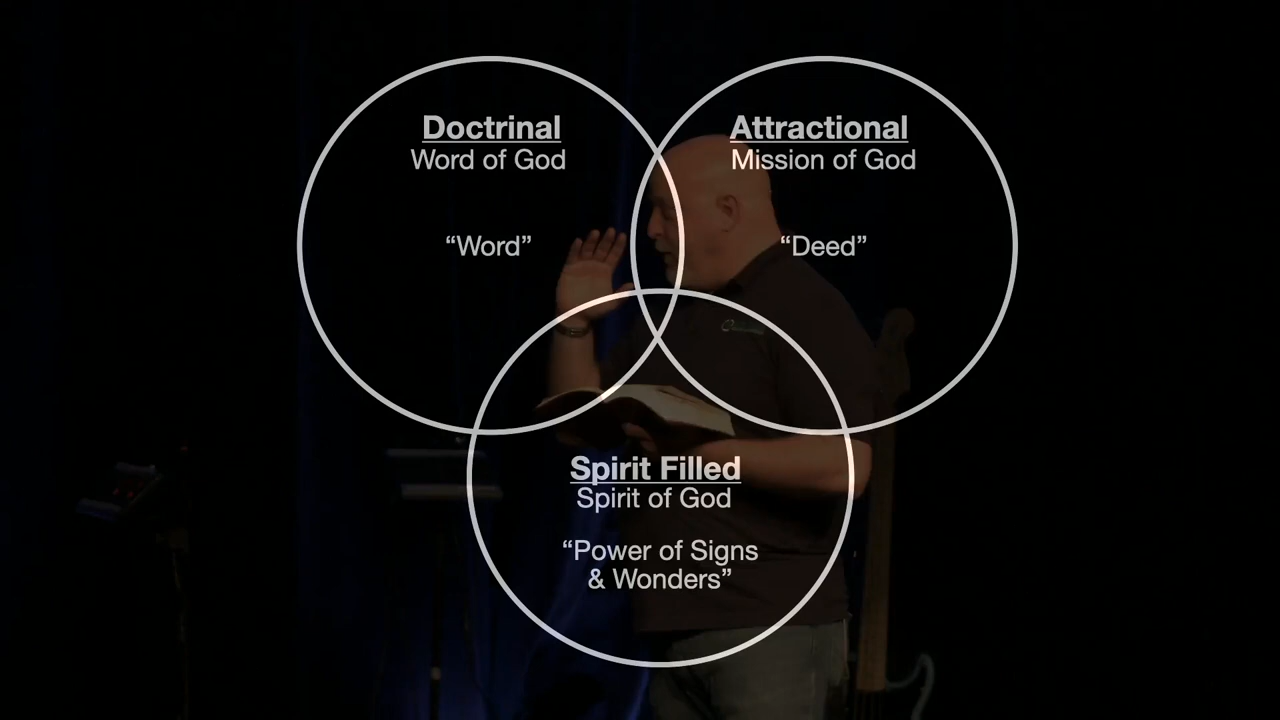 Doctrinal
Word of God
“Word”
Attractional
Mission of God
“Deed”
Spirit Filled
Spirit of God
“Power of Signs
& Wonders”